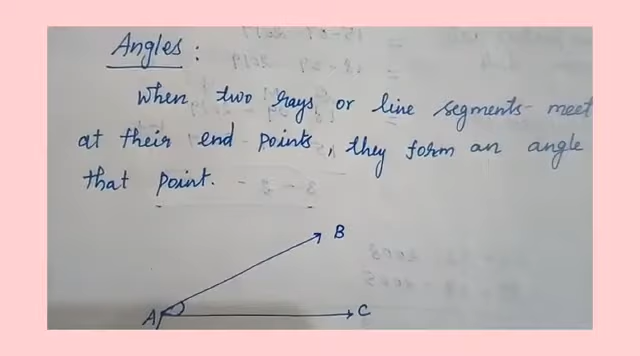 Angles :
When two rays or line segments meet
at their end points, they form an angle
that point.
B
A
C